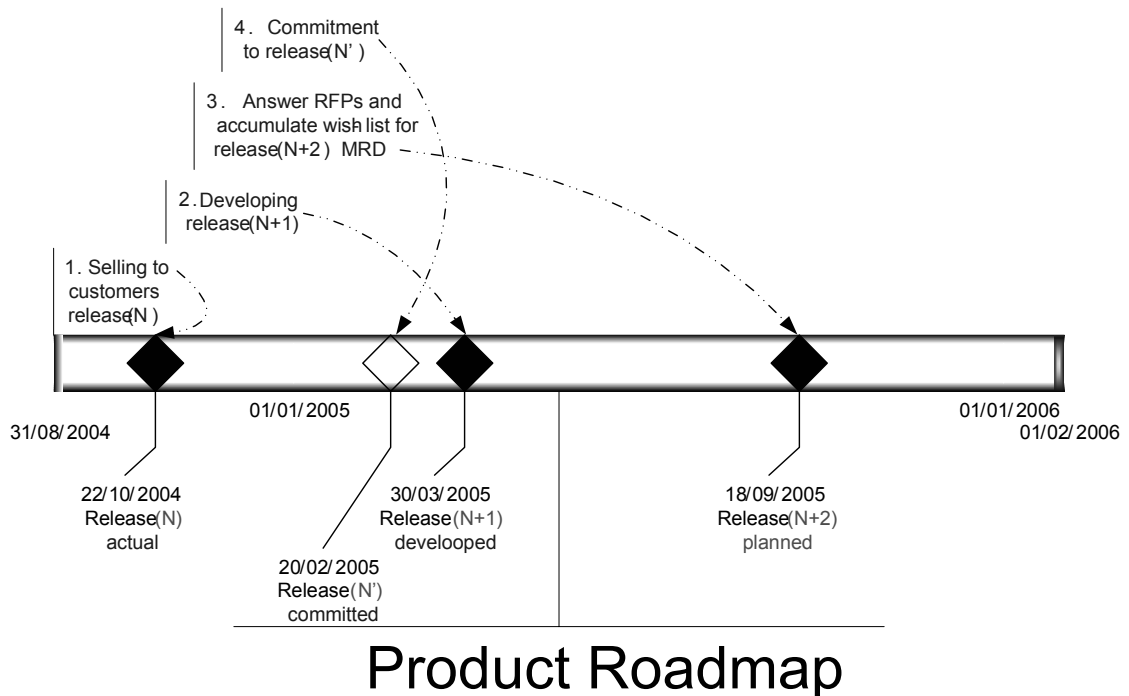 4. Commitment
to release(N')
3. Answer RFPs and
accumulate wish list for
release(N+2) MRD
2.Developing
release(N+1)
1. Selling to
customers
release(N)
01/01/2005
01/01/2006
31/08/2004
01/02/2006
22/10/2004
Release(N)
actual
30/03/2005
Release(N+1)
develooped
18/09/2005
Release(N+2)
planned
20/02/2005
Release(N')
committed
Product Roadmap